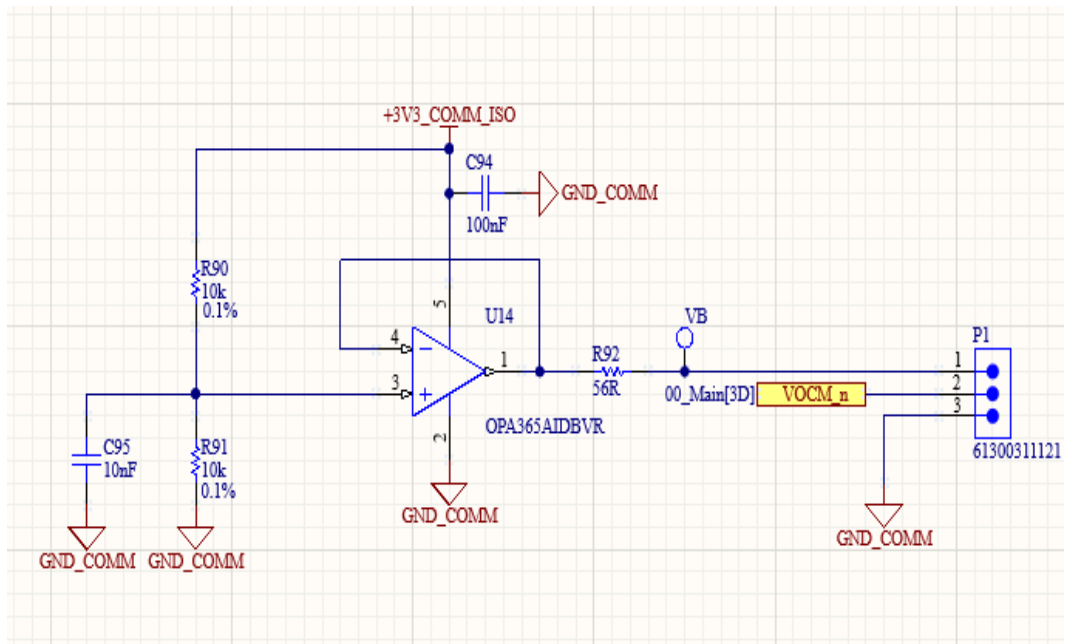 +3V3_COMM_ISO
C94
GND_COMM
100nF
R90
10k
0.1%
5
U14
VB
P1
4
3
1
R92
56R
00_Main[3D]
VOCM_n
1
2
3
OPA365AIDBVR
2
61300311121
C95
10nF
R91
10k
0.1%
GND_COMM
GND_COMM
GND_COMM
GND_COMM